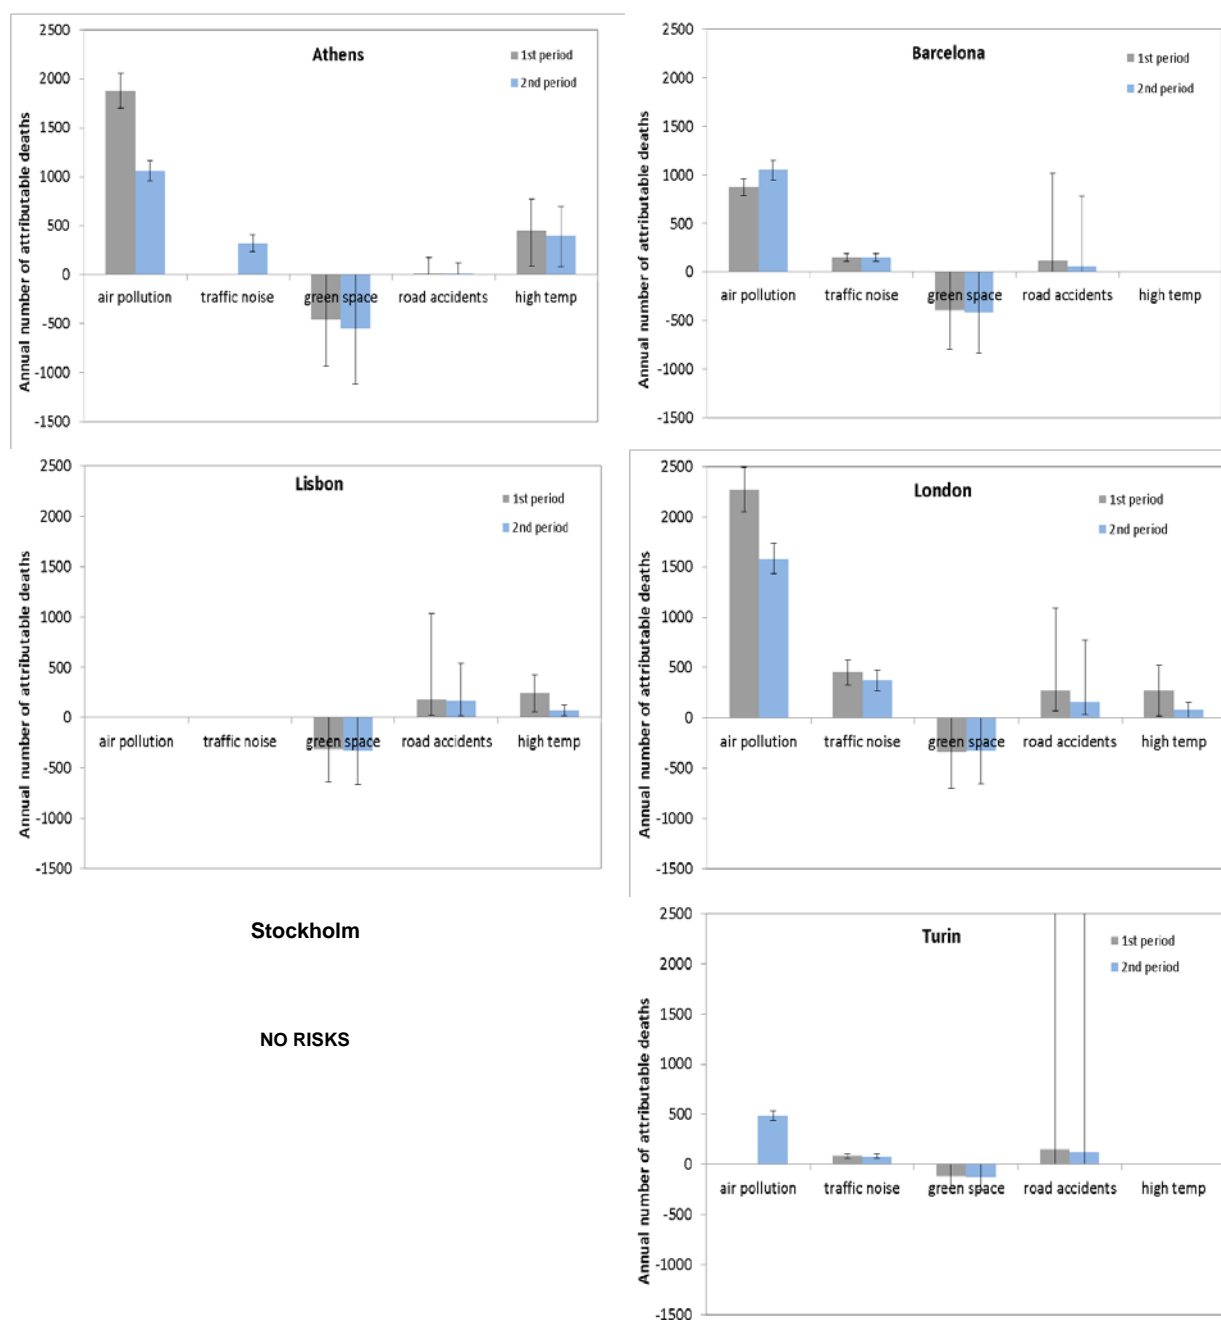 Athens
1st period
2nd period
Annual number of attributable deaths
2500
2000
1500
1000
500
0
-500
-1000
-1500
air pollution
traffic noise
green space
road accidents
high temp
Barcelona
1st period
2nd period
Annual number of attributable deaths
2500
2000
1500
1000
500
0
-500
-1000
-1500
air pollution
traffic noise
green space
road accidents
high temp
Lisbon
1st period
2nd period
Annual number of attributable deaths
2500
2000
1500
1000
500
0
-500
-1000
-1500
air pollution
traffic noise
green space
road accidents
high temp
London
1st period
2nd period
Annual number of attributable deaths
2500
2000
1500
1000
500
0
-500
-1000
-1500
air pollution
traffic noise
green space
road accidents
high temp
Stockholm
NO RISKS
Turin
1st period
2nd period
Annual number of attributable deaths
2500
2000
1500
1000
500
0
-500
-1000
-1500
air pollution
traffic noise
green space
road accidents
high temp